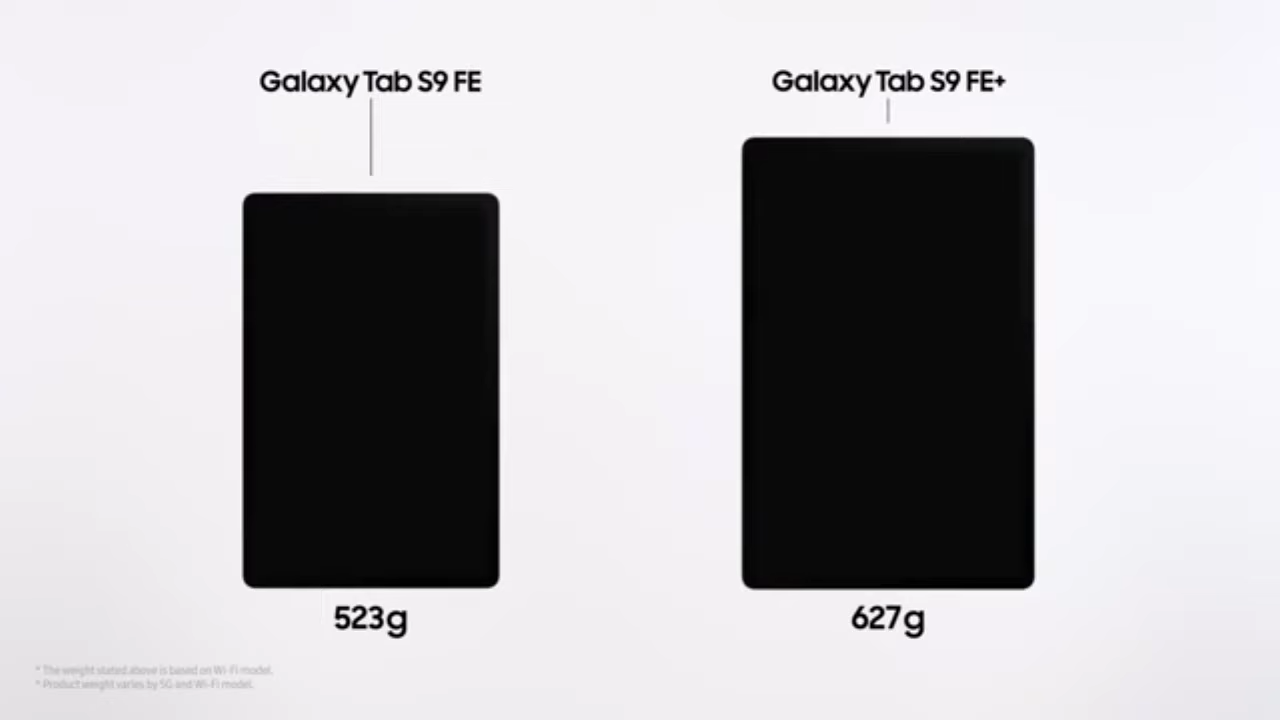 Galaxy Tab S9 FE
Galaxy Tab S9 FE+
523g
627g
* The weight stated above is based on Wi-Fi model.
* Product weight varies by 5G and Wi-Fi model.